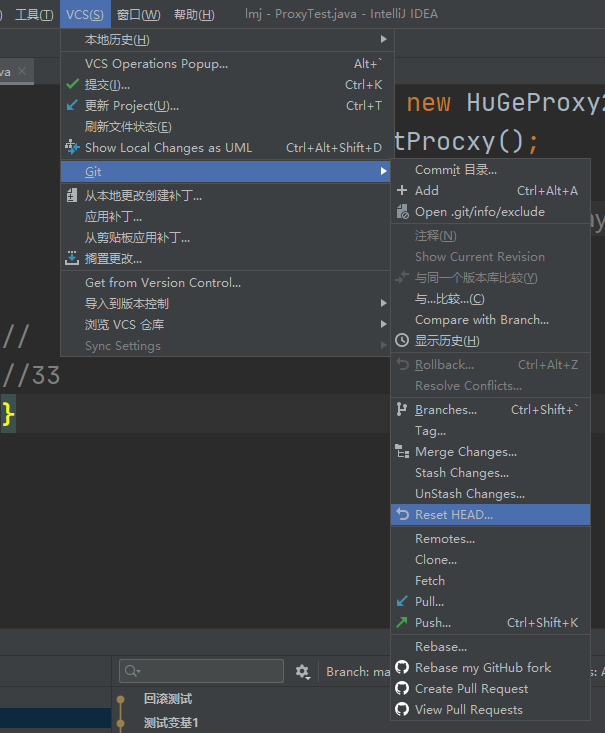 工具(T) VCS(S) 窗口(W) 帮助(H) lmj - ProxyTest.java - IntelliJ IDEA
本地历史(H)
VCS Operations Popup... Alt+`
提交(I)... Ctrl+K
更新 Project(U)... Ctrl+T
刷新文件状态(E)
Show Local Changes as UML Ctrl+Alt+Shift+D
Git
从本地更改创建补丁...
应用补丁...
从剪贴板应用补丁...
搁置更改...
Get from Version Control...
导入到版本控制
浏览 VCS 仓库
Sync Settings
new HuGeProxy2
tProcxy();
Commit 目录...
Add Ctrl+Alt+A
Open .git/info/exclude
注释(N)
Show Current Revision
与同一个版本库比较(Y)
与...比较...(C)
Compare with Branch...
显示历史(H)
Rollback... Ctrl+Alt+Z
Resolve Conflicts...
Branches... Ctrl+Shift+`
Tag...
Merge Changes...
Stash Changes...
UnStash Changes...
Reset HEAD...
Remotes...
Clone...
Fetch
Pull...
Push... Ctrl+Shift+K
Rebase...
Rebase my GitHub fork
Create Pull Request
View Pull Requests
//
//33
}
Branch: ma
回滚测试
测试变基1